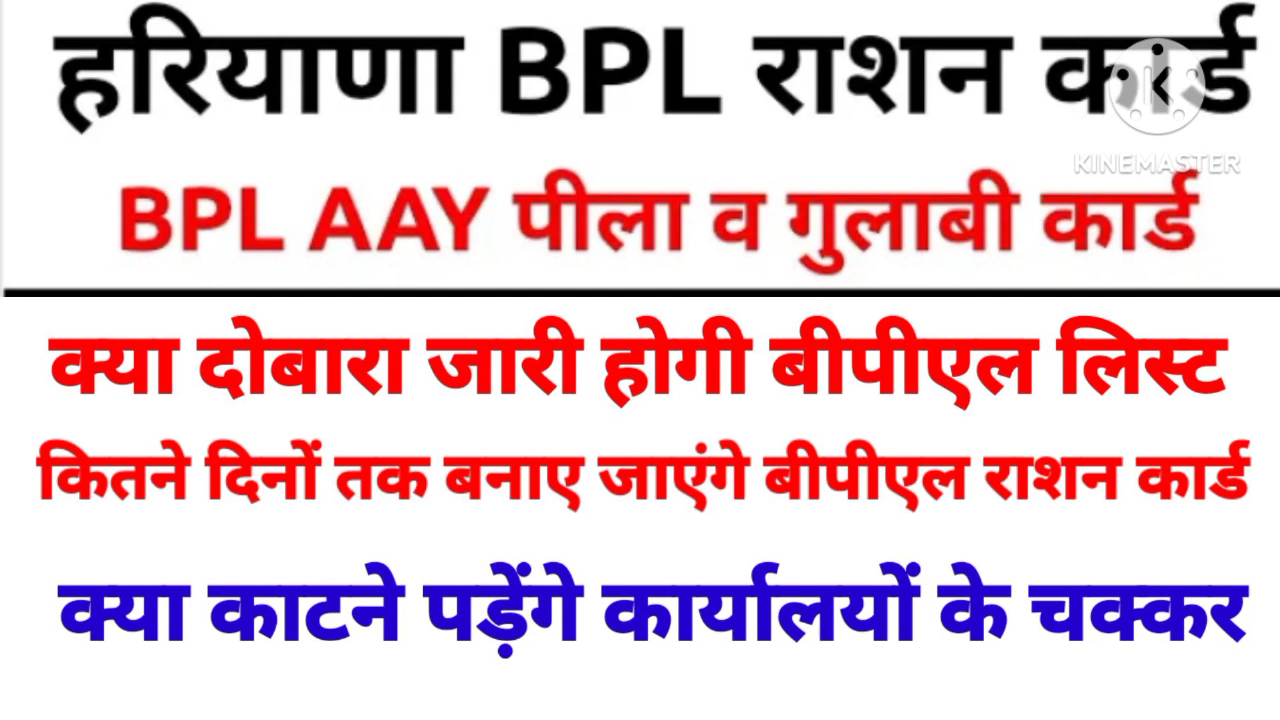 हरियाणा BPL राशन कार्ड
KINEMASTER
BPL AAY पीला व गुलाबी कार्ड
क्या दोबारा जारी होगी बीपीएल लिस्ट
कितने दिनों तक बनाए जाएंगे बीपीएल राशन कार्ड
क्या काटने पड़ेंगे कार्यालयों के चक्कर